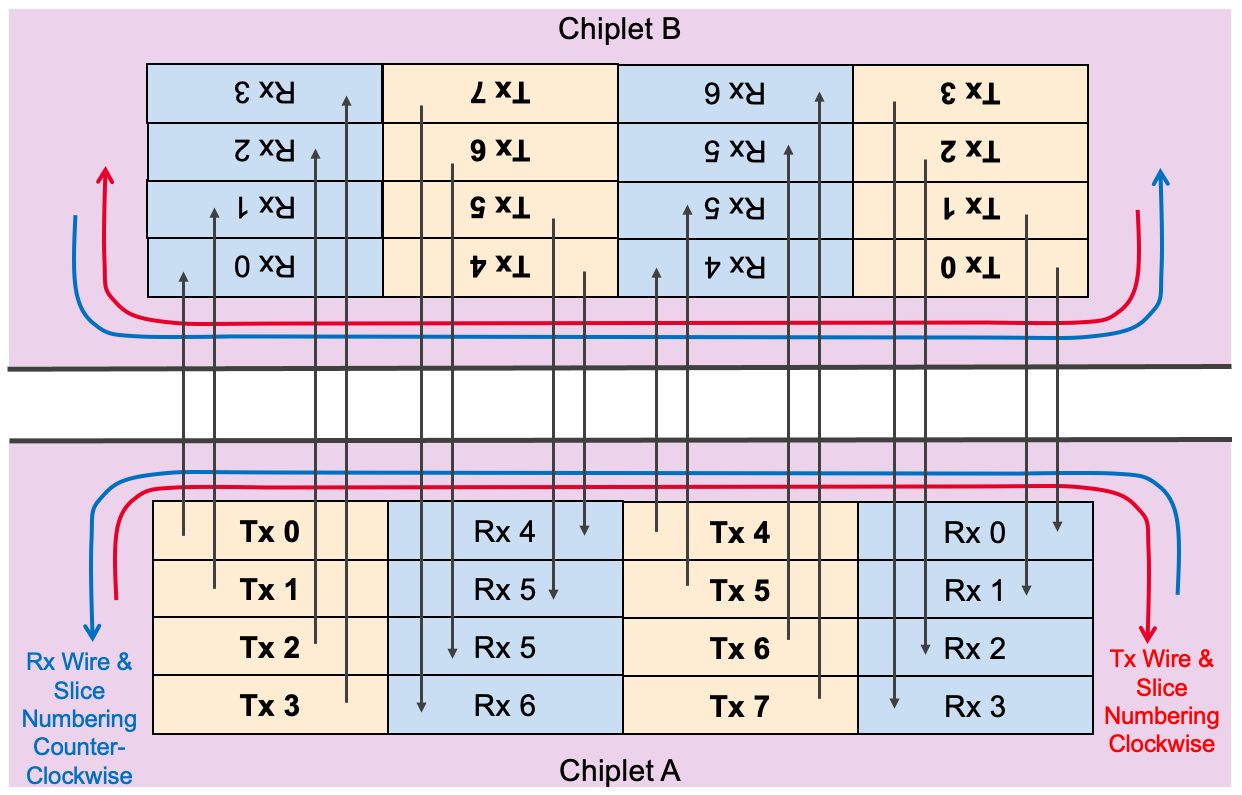 Chiplet B
Rx 3
Tx 7
Rx 6
Tx 3
Rx 2
Tx 6
Rx 5
Tx 2
Rx 1
Tx 5
Rx 5
Tx 1
Rx 0
Tx 4
Rx 4
Tx 0
Tx 0
Rx 4
Tx 4
Rx 0
Tx 1
Rx 5
Tx 5
Rx 1
Tx 2
Rx 5
Tx 6
Rx 2
Tx 3
Rx 6
Tx 7
Rx 3
Rx Wire &
Slice
Numbering
Counter-
Clockwise
Tx Wire &
Slice
Numbering
Clockwise
Chiplet A